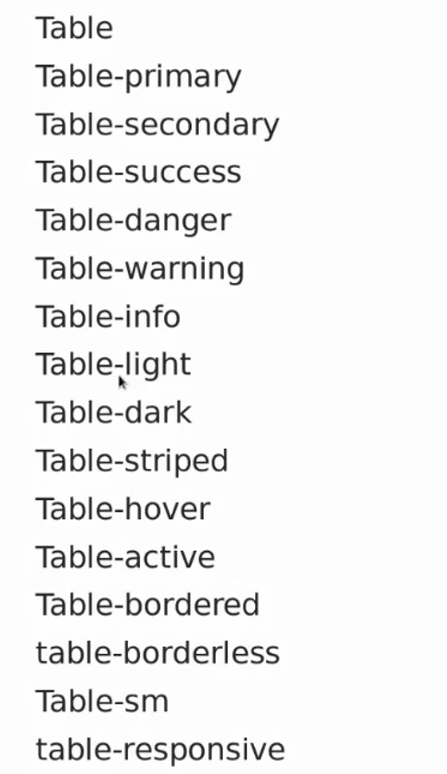 Table
Table-primary
Table-secondary
Table-success
Table-danger
Table-warning
Table-info
Table-light
Table-dark
Table-striped
Table-hover
Table-active
Table-bordered
table-borderless
Table-sm
table-responsive